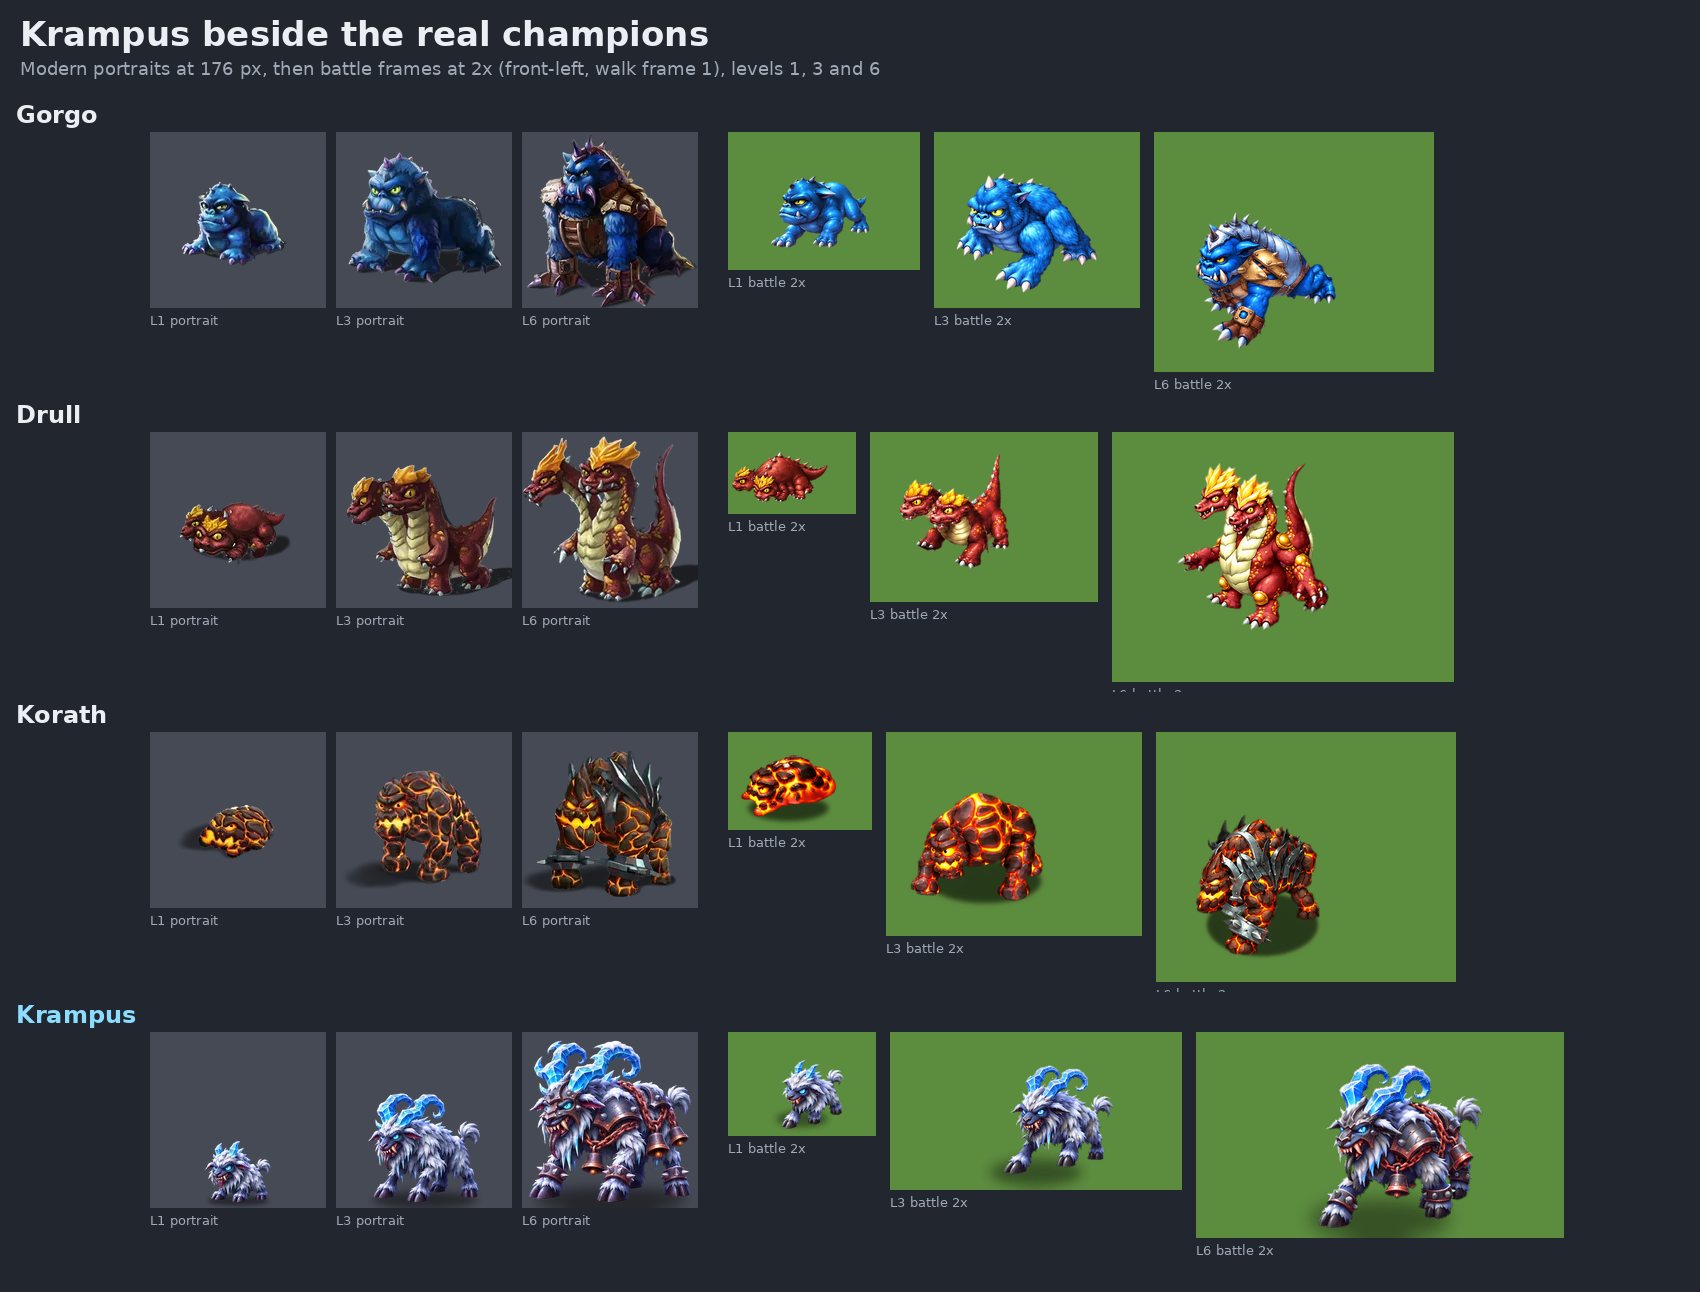 Krampus beside the real champions
Modern portraits at 176 px, then battle frames at 2x (front-left, walk frame 1), levels 1, 3 and 6
Gorgo
L1 portrait
L3 portrait
L6 portrait
L1 battle 2x
L3 battle 2x
L6 battle 2x
Drull
L1 portrait
L3 portrait
L6 portrait
L1 battle 2x
L3 battle 2x
Korath
L1 portrait
L3 portrait
L6 portrait
L1 battle 2x
L3 battle 2x
Krampus
L1 portrait
L3 portrait
L6 portrait
L1 battle 2x
L3 battle 2x
L6 battle 2x